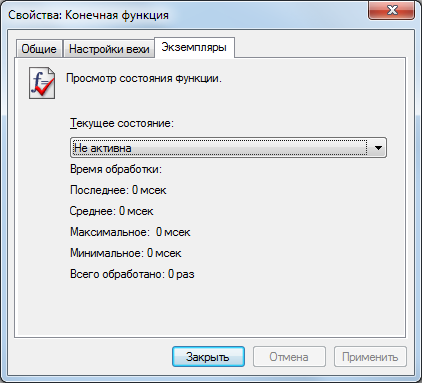 Свойства: Конечная функция
Общие Настройки вехи Экземпляры
Просмотр состояния функции.
Текущее состояние:
Не активна
Время обработки:
Последнее: 0 мсек
Среднее: 0 мсек
Максимальное: 0 мсек
Минимальное: 0 мсек
Всего обработано: 0 раз
Закрыть Отмена Применить